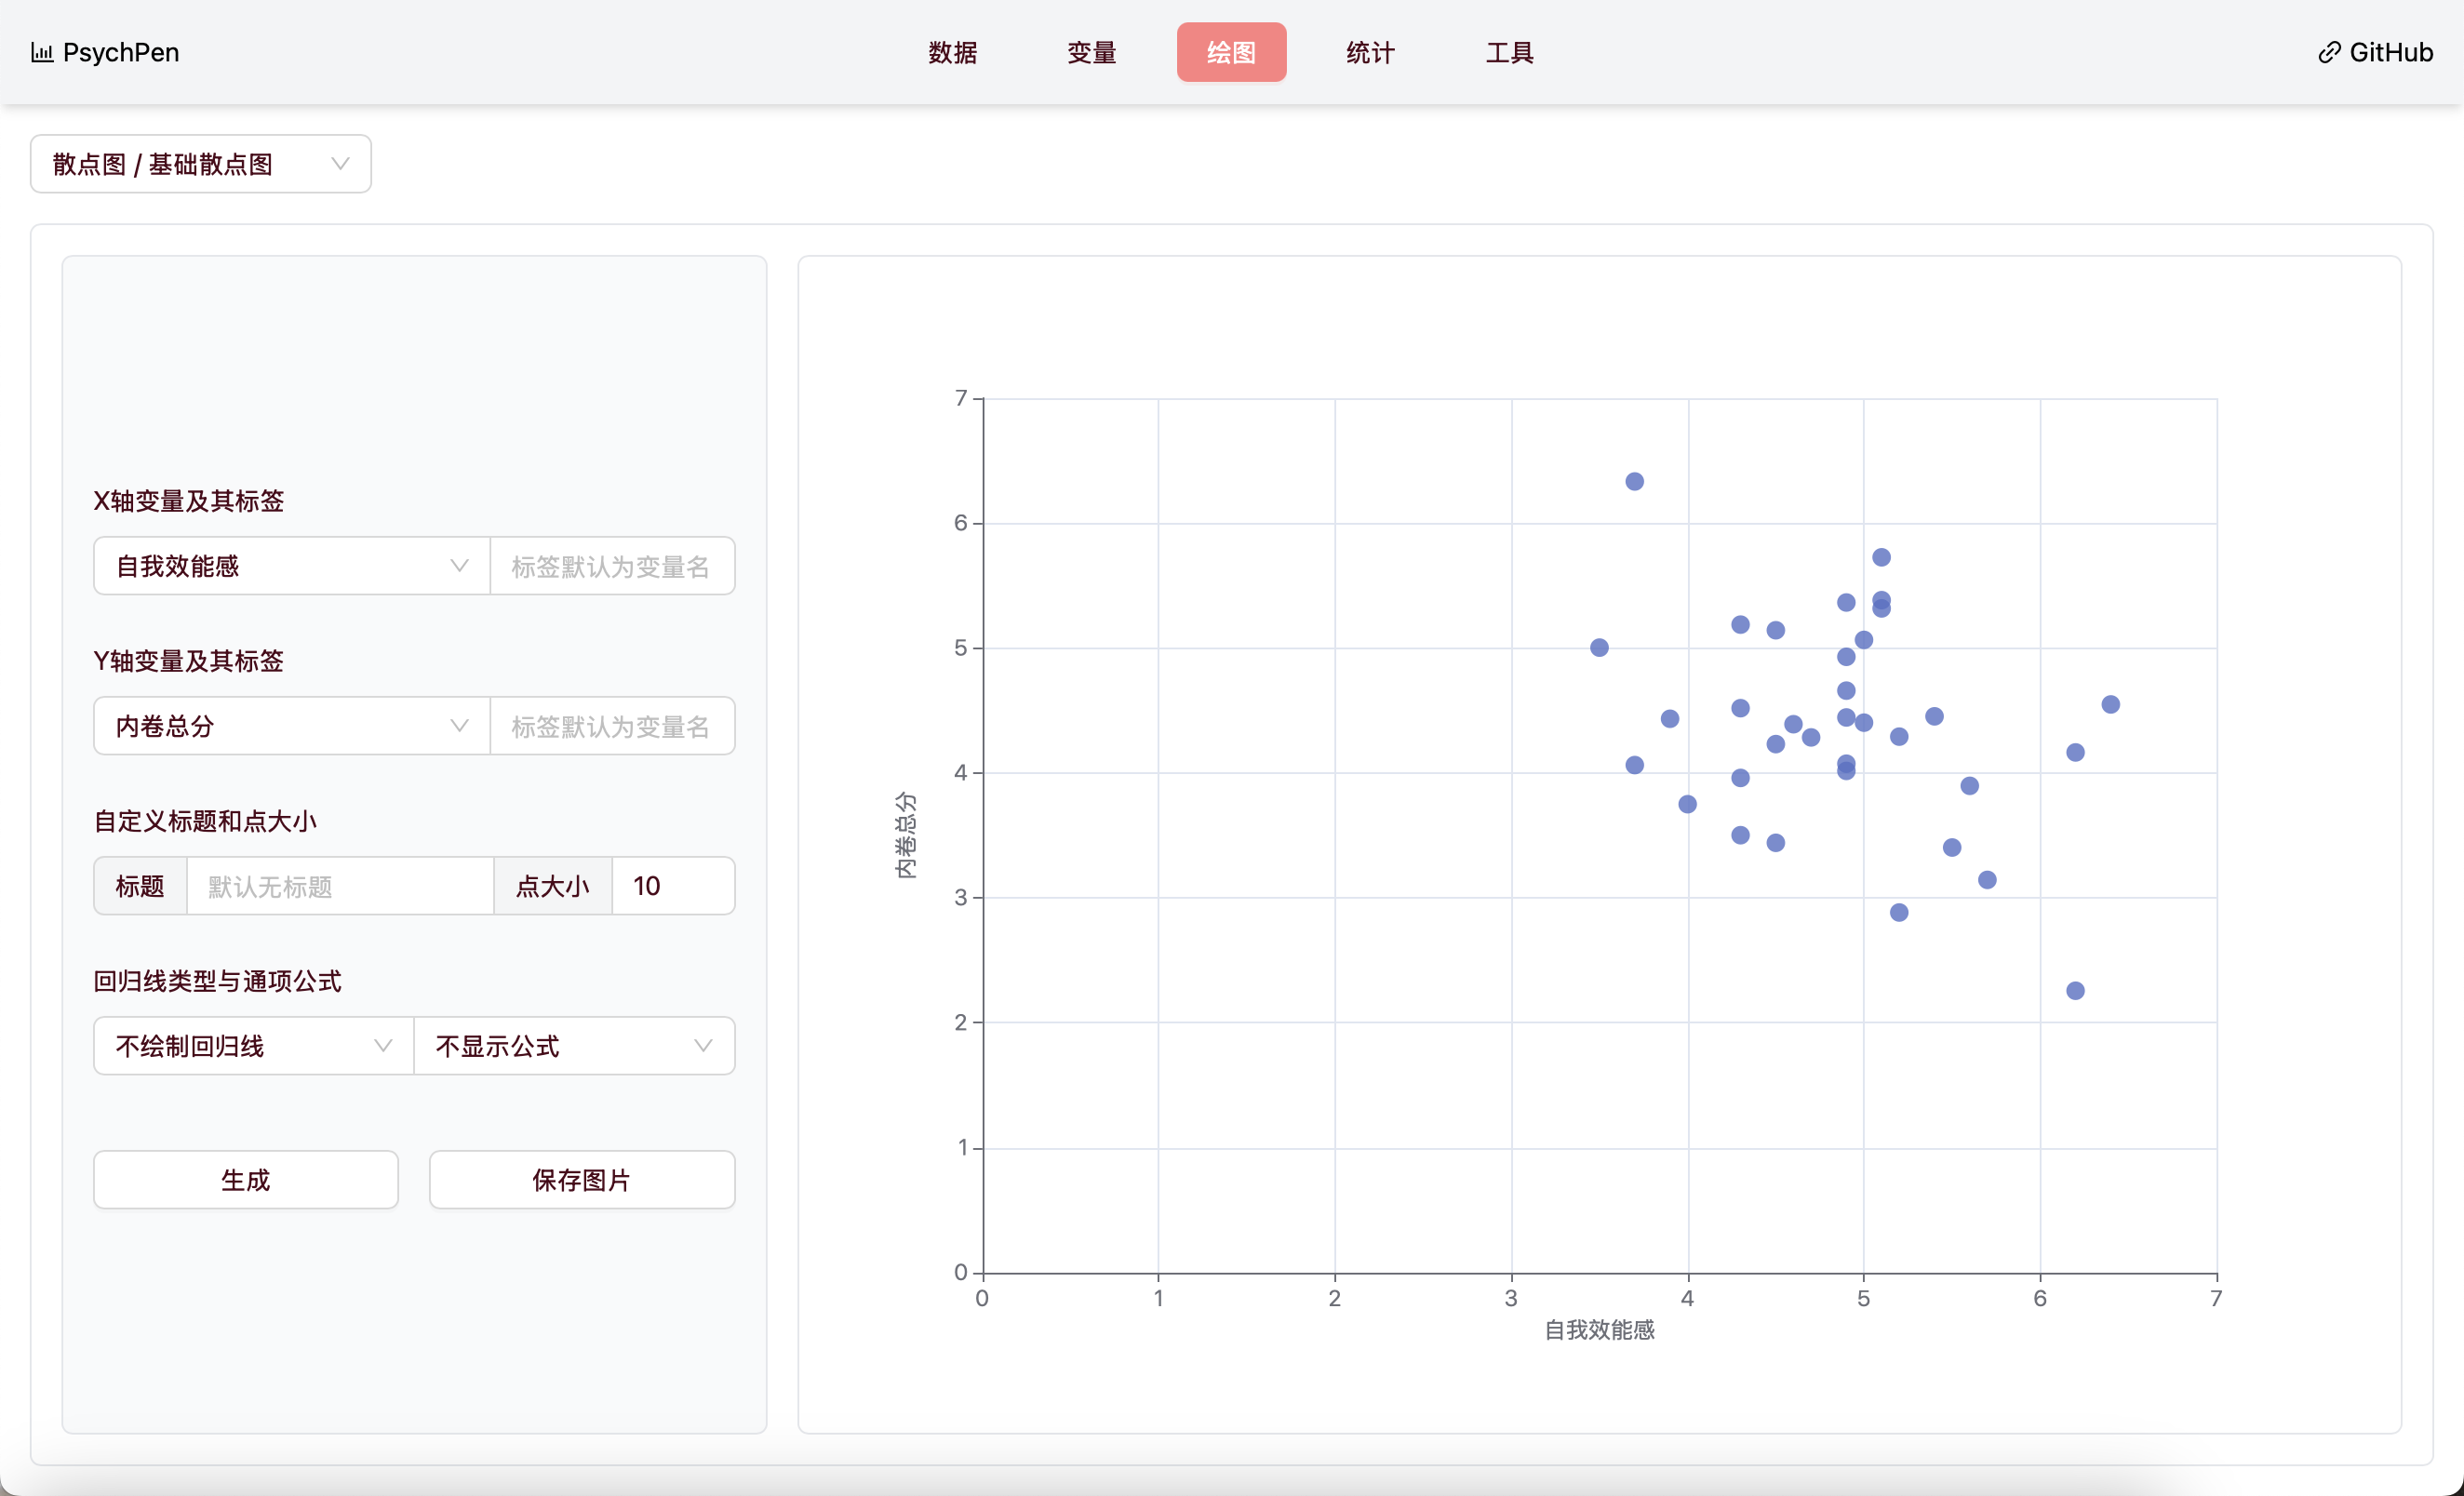 PsychPen
数据
变量
绘图
统计
工具
GitHub
散点图 / 基础散点图
X轴变量及其标签
自我效能感
标签默认为变量名
Y轴变量及其标签
内卷总分
标签默认为变量名
自定义标题和点大小
标题
默认无标题
点大小
10
回归线类型与通项公式
不绘制回归线
不显示公式
生成
保存图片
7
6
5
4
3
2
1
0
内卷总分
0
1
2
3
4
5
6
7
自我效能感